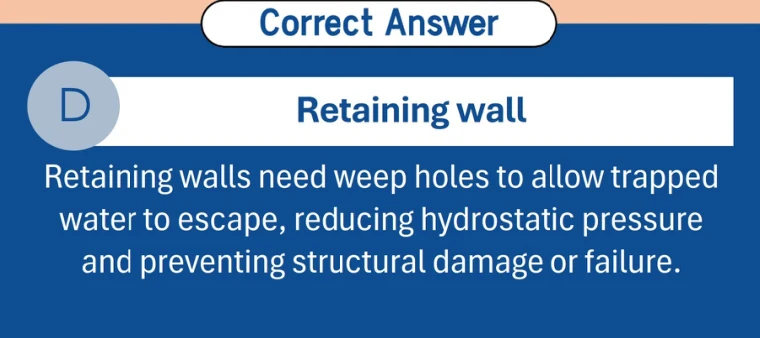 Correct Answer
D
Retaining wall
Retaining walls need weep holes to allow trapped
water to escape, reducing hydrostatic pressure
and preventing structural damage or failure.